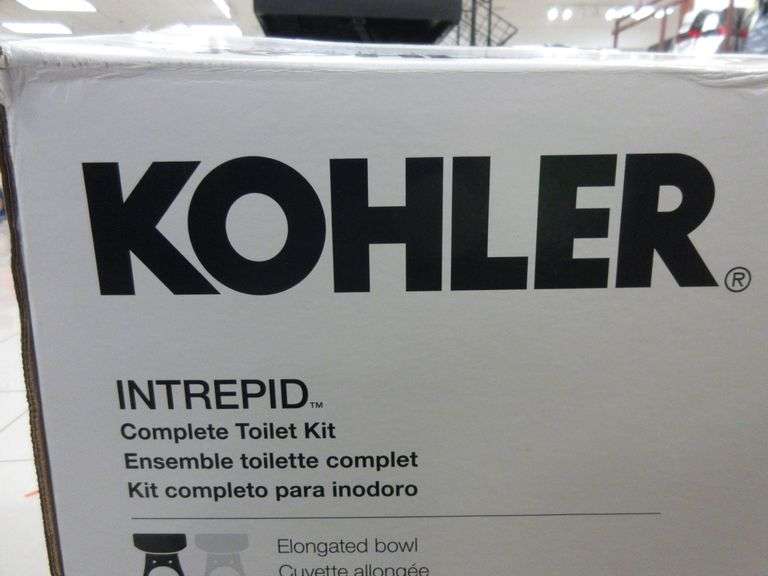 KOHLER®
INTREPID™
Complete Toilet Kit
Ensemble toilette complet
Kit completo para inodoro
Elongated bowl
Cuvette allongée